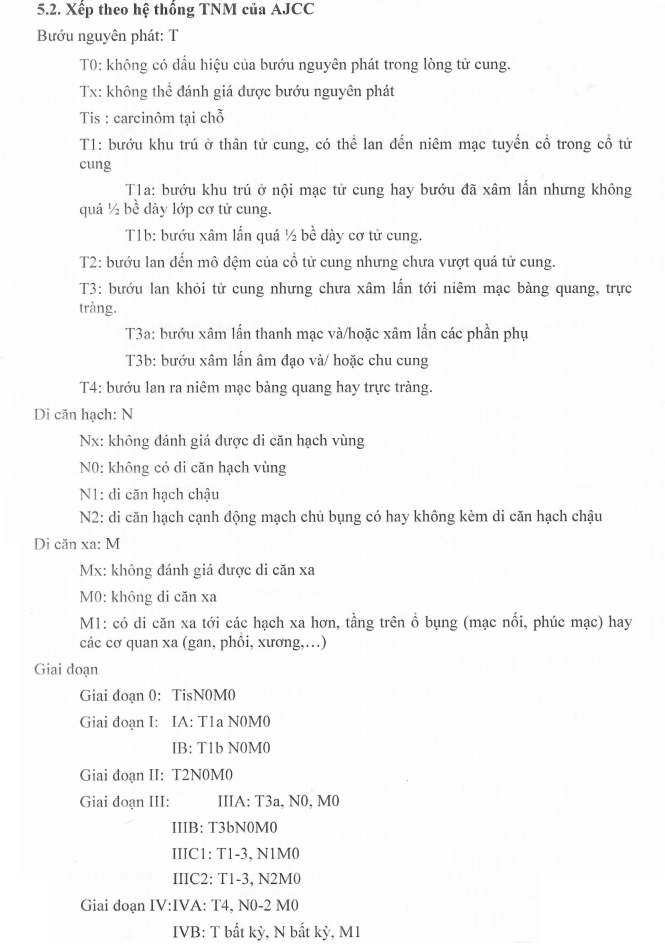 5.2. Xếp theo hệ thống TNM của AJCC
Bướu nguyên phát: T
T0: không có dấu hiệu của bướu nguyên phát trong lòng tử cung.
Tx: không thể đánh giá được bướu nguyên phát
Tis : carcinôm tại chỗ
T1: bướu khu trú ở thân tử cung, có thể lan đến niêm mạc tuyến cổ trong cổ tử
cung
T1a: bướu khu trú ở nội mạc tử cung hay bướu đã xâm lấn nhưng không
quá ½ bề dày lớp cơ tử cung.
T1b: bướu xâm lấn quá ½ bề dày cơ tử cung.
T2: bướu lan đến mô đệm của cổ tử cung nhưng chưa vượt quá tử cung.
T3: bướu lan khỏi tử cung nhưng chưa xâm lấn tới niêm mạc bàng quang, trực
tràng.
T3a: bướu xâm lấn thanh mạc và/hoặc xâm lấn các phần phụ
T3b: bướu xâm lấn âm đạo và/ hoặc chu cung
T4: bướu lan ra niêm mạc bàng quang hay trực tràng.
Di căn hạch: N
Nx: không đánh giá được di căn hạch vùng
N0: không có di căn hạch vùng
N1: di căn hạch chậu
N2: di căn hạch cạnh động mạch chủ bụng có hay không kèm di căn hạch chậu
Di căn xa: M
Mx: không đánh giá được di căn xa
M0: không di căn xa
M1: có di căn xa tới các hạch xa hơn, tầng trên ổ bụng (mạc nối, phúc mạc) hay
các cơ quan xa (gan, phổi, xương,…)
Giai đoạn
Giai đoạn 0: TisN0M0
Giai đoạn I: IA: T1a N0M0
IB: T1b N0M0
Giai đoạn II: T2N0M0
Giai đoạn III: IIIA: T3a, N0, M0
IIIB: T3bN0M0
IIIC1: T1-3, N1M0
IIIC2: T1-3, N2M0
Giai đoạn IV:IVA: T4, N0-2 M0
IVB: T bất kỳ, N bất kỳ, M1